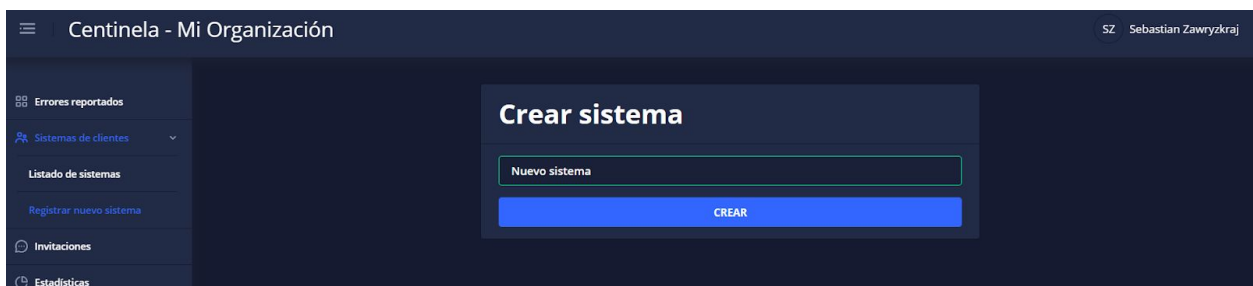 Centinela - Mi Organización
SZ Sebastian Zawryzkraj
Errores reportados
Sistemas de clientes
Listado de sistemas
Registrar nuevo sistema
Invitaciones
Estadísticas
Crear sistema
Nuevo sistema
CREAR